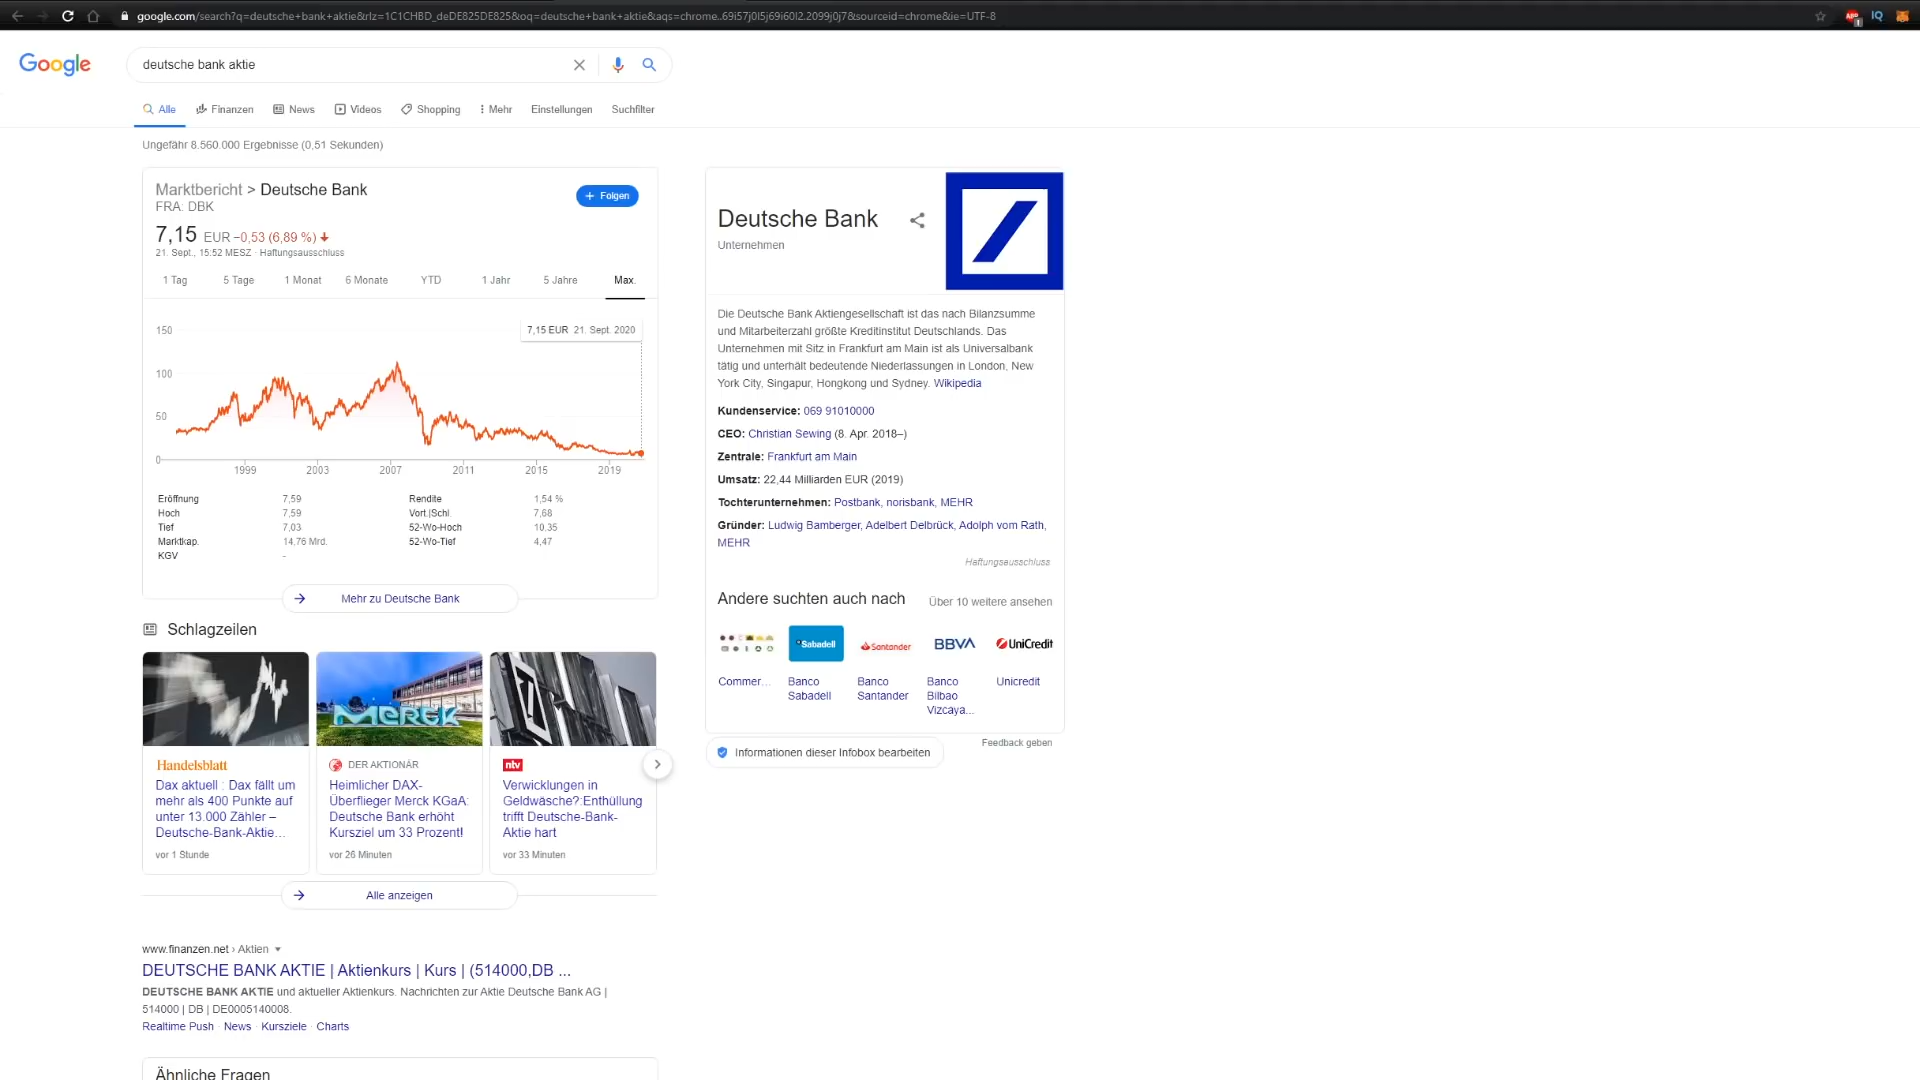 google.com/search?q=deutsche+bank+aktie&rlz=1C1CHBD_deDE825DE825&oq=deutsche+bank+aktie&aqs=chrome..69i57j0l5j69i60l2.2099j0j7&sourceid=chrome&ie=UTF-8
Google
deutsche bank aktie
Alle Finanzen News Videos Shopping Mehr Einstellungen Suchfilter
Ungefähr 8.560.000 Ergebnisse (0,51 Sekunden)
Marktbericht > Deutsche Bank
FRA: DBK
+ Folgen
7,15 EUR −0,53 (6,89 %)
21. Sept., 15:52 MESZ · Haftungsausschluss
1 Tag 5 Tage 1 Monat 6 Monate YTD 1 Jahr 5 Jahre Max.
7,15 EUR 21. Sept. 2020
150
100
50
0
1999 2003 2007 2011 2015 2019
Eröffnung 7,59 Rendite 1,54 %
Hoch 7,59 Vort.|Schl. 7,68
Tief 7,03 52-Wo-Hoch 10,35
Marktkap. 14,76 Mrd. 52-Wo-Tief 4,47
KGV -
Mehr zu Deutsche Bank
Schlagzeilen
MERCK
Handelsblatt
Dax aktuell : Dax fällt um
mehr als 400 Punkte auf
unter 13.000 Zähler –
Deutsche-Bank-Aktie...
vor 1 Stunde
DER AKTIONÄR
Heimlicher DAX-
Überflieger Merck KGaA:
Deutsche Bank erhöht
Kursziel um 33 Prozent!
vor 26 Minuten
ntv
Verwicklungen in
Geldwäsche?:Enthüllung
trifft Deutsche-Bank-
Aktie hart
vor 33 Minuten
Alle anzeigen
www.finanzen.net › Aktien
DEUTSCHE BANK AKTIE | Aktienkurs | Kurs | (514000,DB ...
DEUTSCHE BANK AKTIE und aktueller Aktienkurs. Nachrichten zur Aktie Deutsche Bank AG |
514000 | DB | DE0005140008.
Realtime Push · News · Kursziele · Charts
Ähnliche Fragen
Deutsche Bank
Unternehmen
Die Deutsche Bank Aktiengesellschaft ist das nach Bilanzsumme
und Mitarbeiterzahl größte Kreditinstitut Deutschlands. Das
Unternehmen mit Sitz in Frankfurt am Main ist als Universalbank
tätig und unterhält bedeutende Niederlassungen in London, New
York City, Singapur, Hongkong und Sydney. Wikipedia
Kundenservice: 069 91010000
CEO: Christian Sewing (8. Apr. 2018–)
Zentrale: Frankfurt am Main
Umsatz: 22,44 Milliarden EUR (2019)
Tochterunternehmen: Postbank, norisbank, MEHR
Gründer: Ludwig Bamberger, Adelbert Delbrück, Adolph vom Rath,
MEHR
Haftungsausschluss
Andere suchten auch nach
Über 10 weitere ansehen
Sabadell Santander BBVA UniCredit
Commer...
Banco
Sabadell
Banco
Santander
Banco
Bilbao
Vizcaya...
Unicredit
Informationen dieser Infobox bearbeiten
Feedback geben
ABP
1
IQ